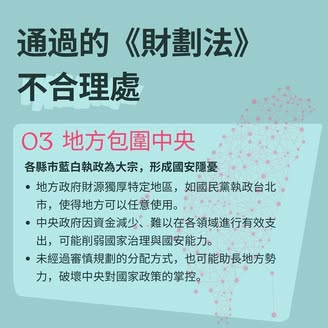 通過的《財劃法》
不合理處
03 地方包圍中央
各縣市藍白執政為大宗，形成國安隱憂
• 地方政府財源獨厚特定地區，如國民黨執政台北
市，使得地方可以任意使用。
• 中央政府因資金減少、難以在各領域進行有效支
出，可能削弱國家治理與國安能力。
• 未經過審慎規劃的分配方式，也可能助長地方勢
力，破壞中央對國家政策的掌控。